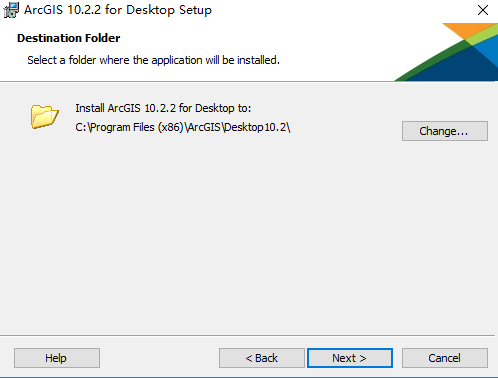 ArcGIS 10.2.2 for Desktop Setup
Destination Folder
Select a folder where the application will be installed.
Install ArcGIS 10.2.2 for Desktop to:
C:\Program Files (x86)\ArcGIS\Desktop10.2\
Change...
Help
< Back
Next >
Cancel